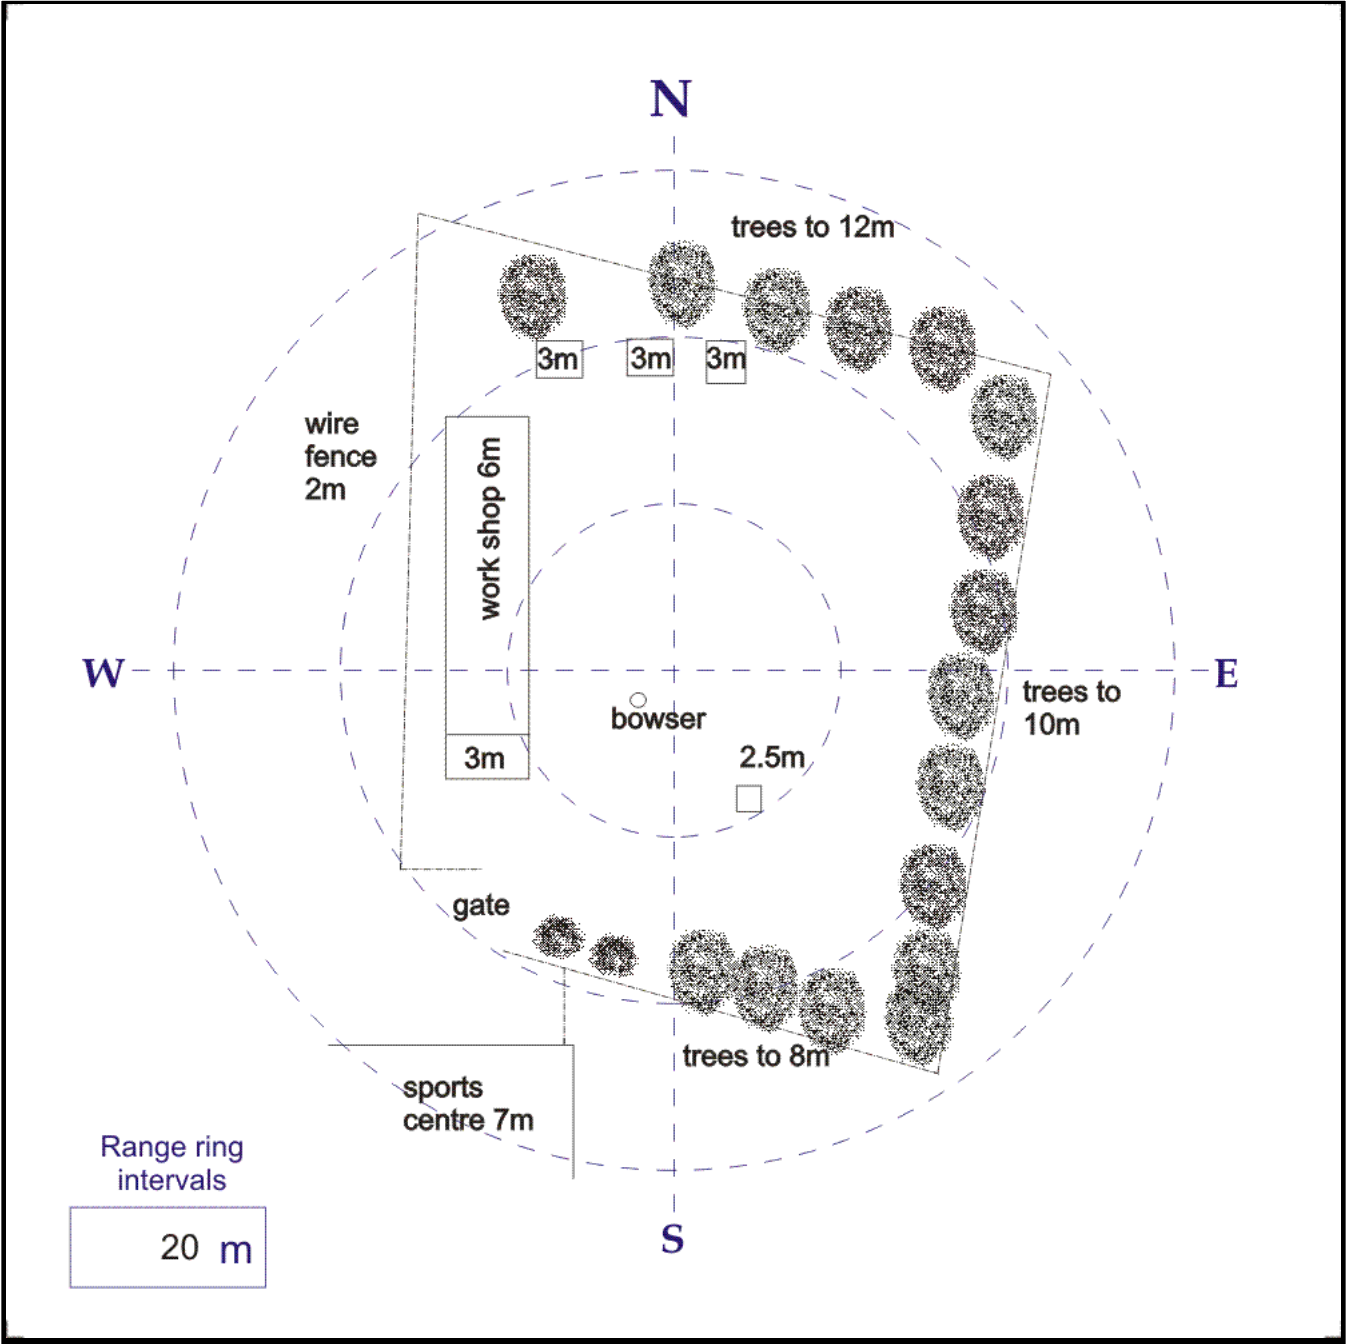 N
trees to 12m
3m
3m
3m
wire
fence
2m
work shop 6m
W
E
trees to
10m
bowser
3m
2.5m
gate
trees to 8m
sports
centre 7m
Range ring
intervals
20 m
S